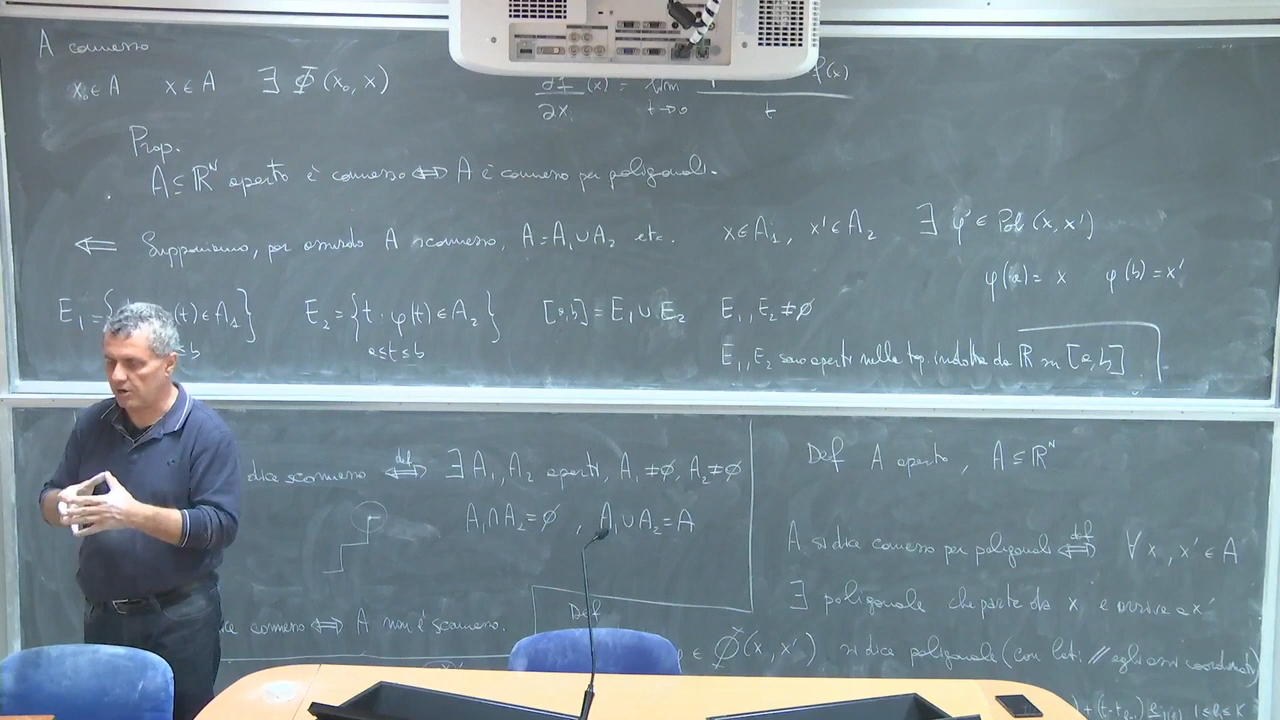 A connesso
x₀ ∈ A   x ∈ A   ∃ Φ(x₀, x)
∂f/∂xᵢ (x) = lim t→0 f(x) / t
Prop.
A ⊆ ℝᴺ aperto è connesso ⟺ A è connesso per poligonali.
⟸ Supponiamo, per assurdo A sconnesso, A = A₁ ∪ A₂ etc.   x ∈ A₁, x' ∈ A₂   ∃ φ ∈ Pol(x, x')
φ(a) = x   φ(b) = x'
E₁ = { (t) ∈ A₁}   E₂ = {t : φ(t) ∈ A₂}   [a,b] = E₁ ∪ E₂   E₁, E₂ ≠ ∅
≤ b   a ≤ t ≤ b
E₁, E₂ sono aperti nella top. indotta da ℝ su [a,b]
dice sconnesso ⟺def ∃ A₁, A₂ aperti, A₁ ≠ ∅, A₂ ≠ ∅
A₁ ∩ A₂ = ∅, A₁ ∪ A₂ = A
connesso ⟺ A non è sconnesso.
Def A aperto, A ⊆ ℝᴺ
A si dice connesso per poligonali ⟺def ∀ x, x' ∈ A
∃ poligonale che parte da x e arriva a x'
Def
φ ∈ Φ(x, x') si dice poligonale (con lati // agli assi coordinati)
1 ≤ k ≤ K